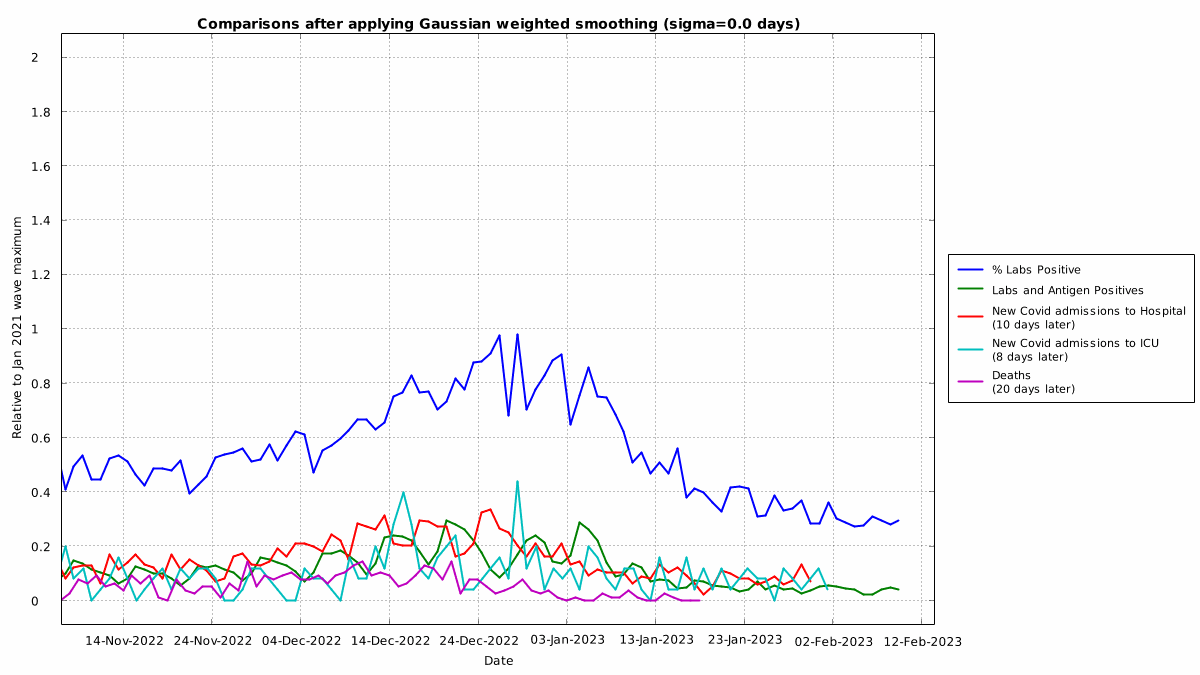 Comparisons after applying Gaussian weighted smoothing (sigma=0.0 days)
Relative to Jan 2021 wave maximum
2
1.8
1.6
1.4
1.2
1
0.8
0.6
0.4
0.2
0
14-Nov-2022 24-Nov-2022 04-Dec-2022 14-Dec-2022 24-Dec-2022 03-Jan-2023 13-Jan-2023 23-Jan-2023 02-Feb-2023 12-Feb-2023
Date
% Labs Positive
Labs and Antigen Positives
New Covid admissions to Hospital
(10 days later)
New Covid admissions to ICU
(8 days later)
Deaths
(20 days later)